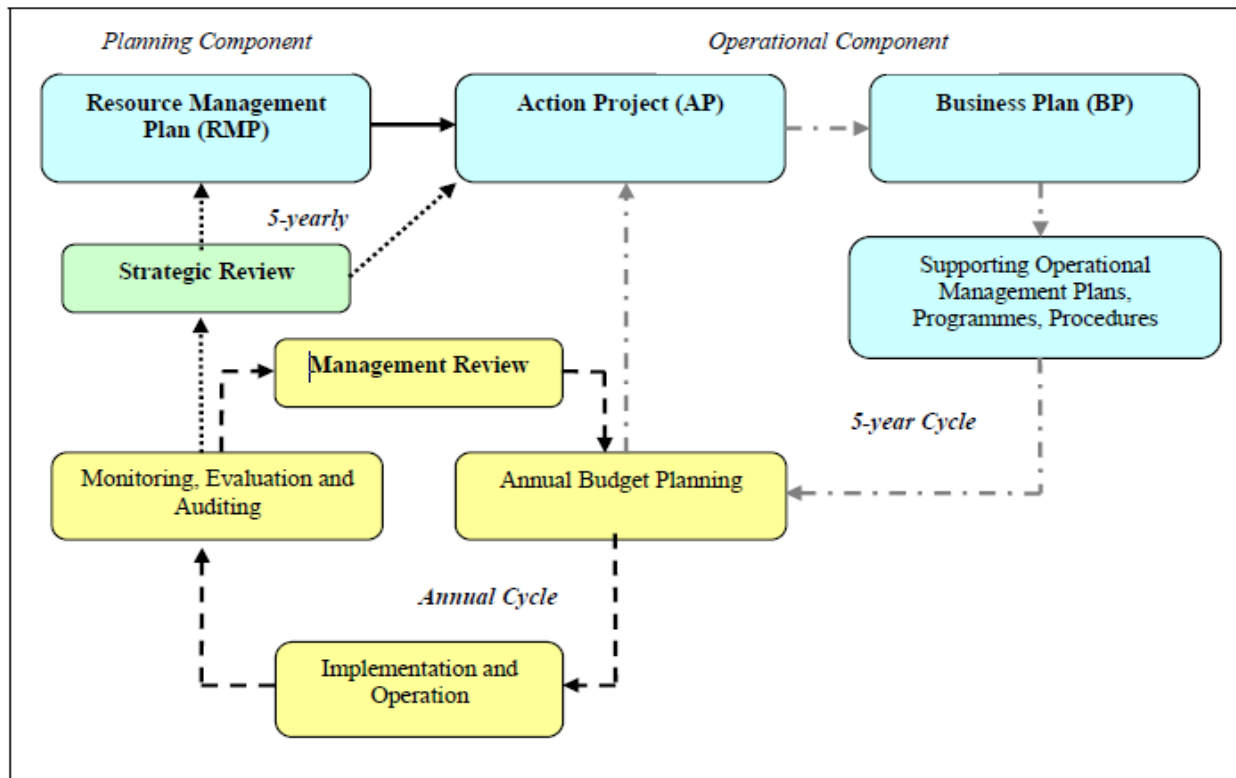 Planning Component
Operational Component
Resource Management
Plan (RMP)
Action Project (AP)
Business Plan (BP)
5-yearly
Strategic Review
Supporting Operational
Management Plans,
Programmes, Procedures
Management Review
5-year Cycle
Monitoring, Evaluation and
Auditing
Annual Budget Planning
Annual Cycle
Implementation and
Operation